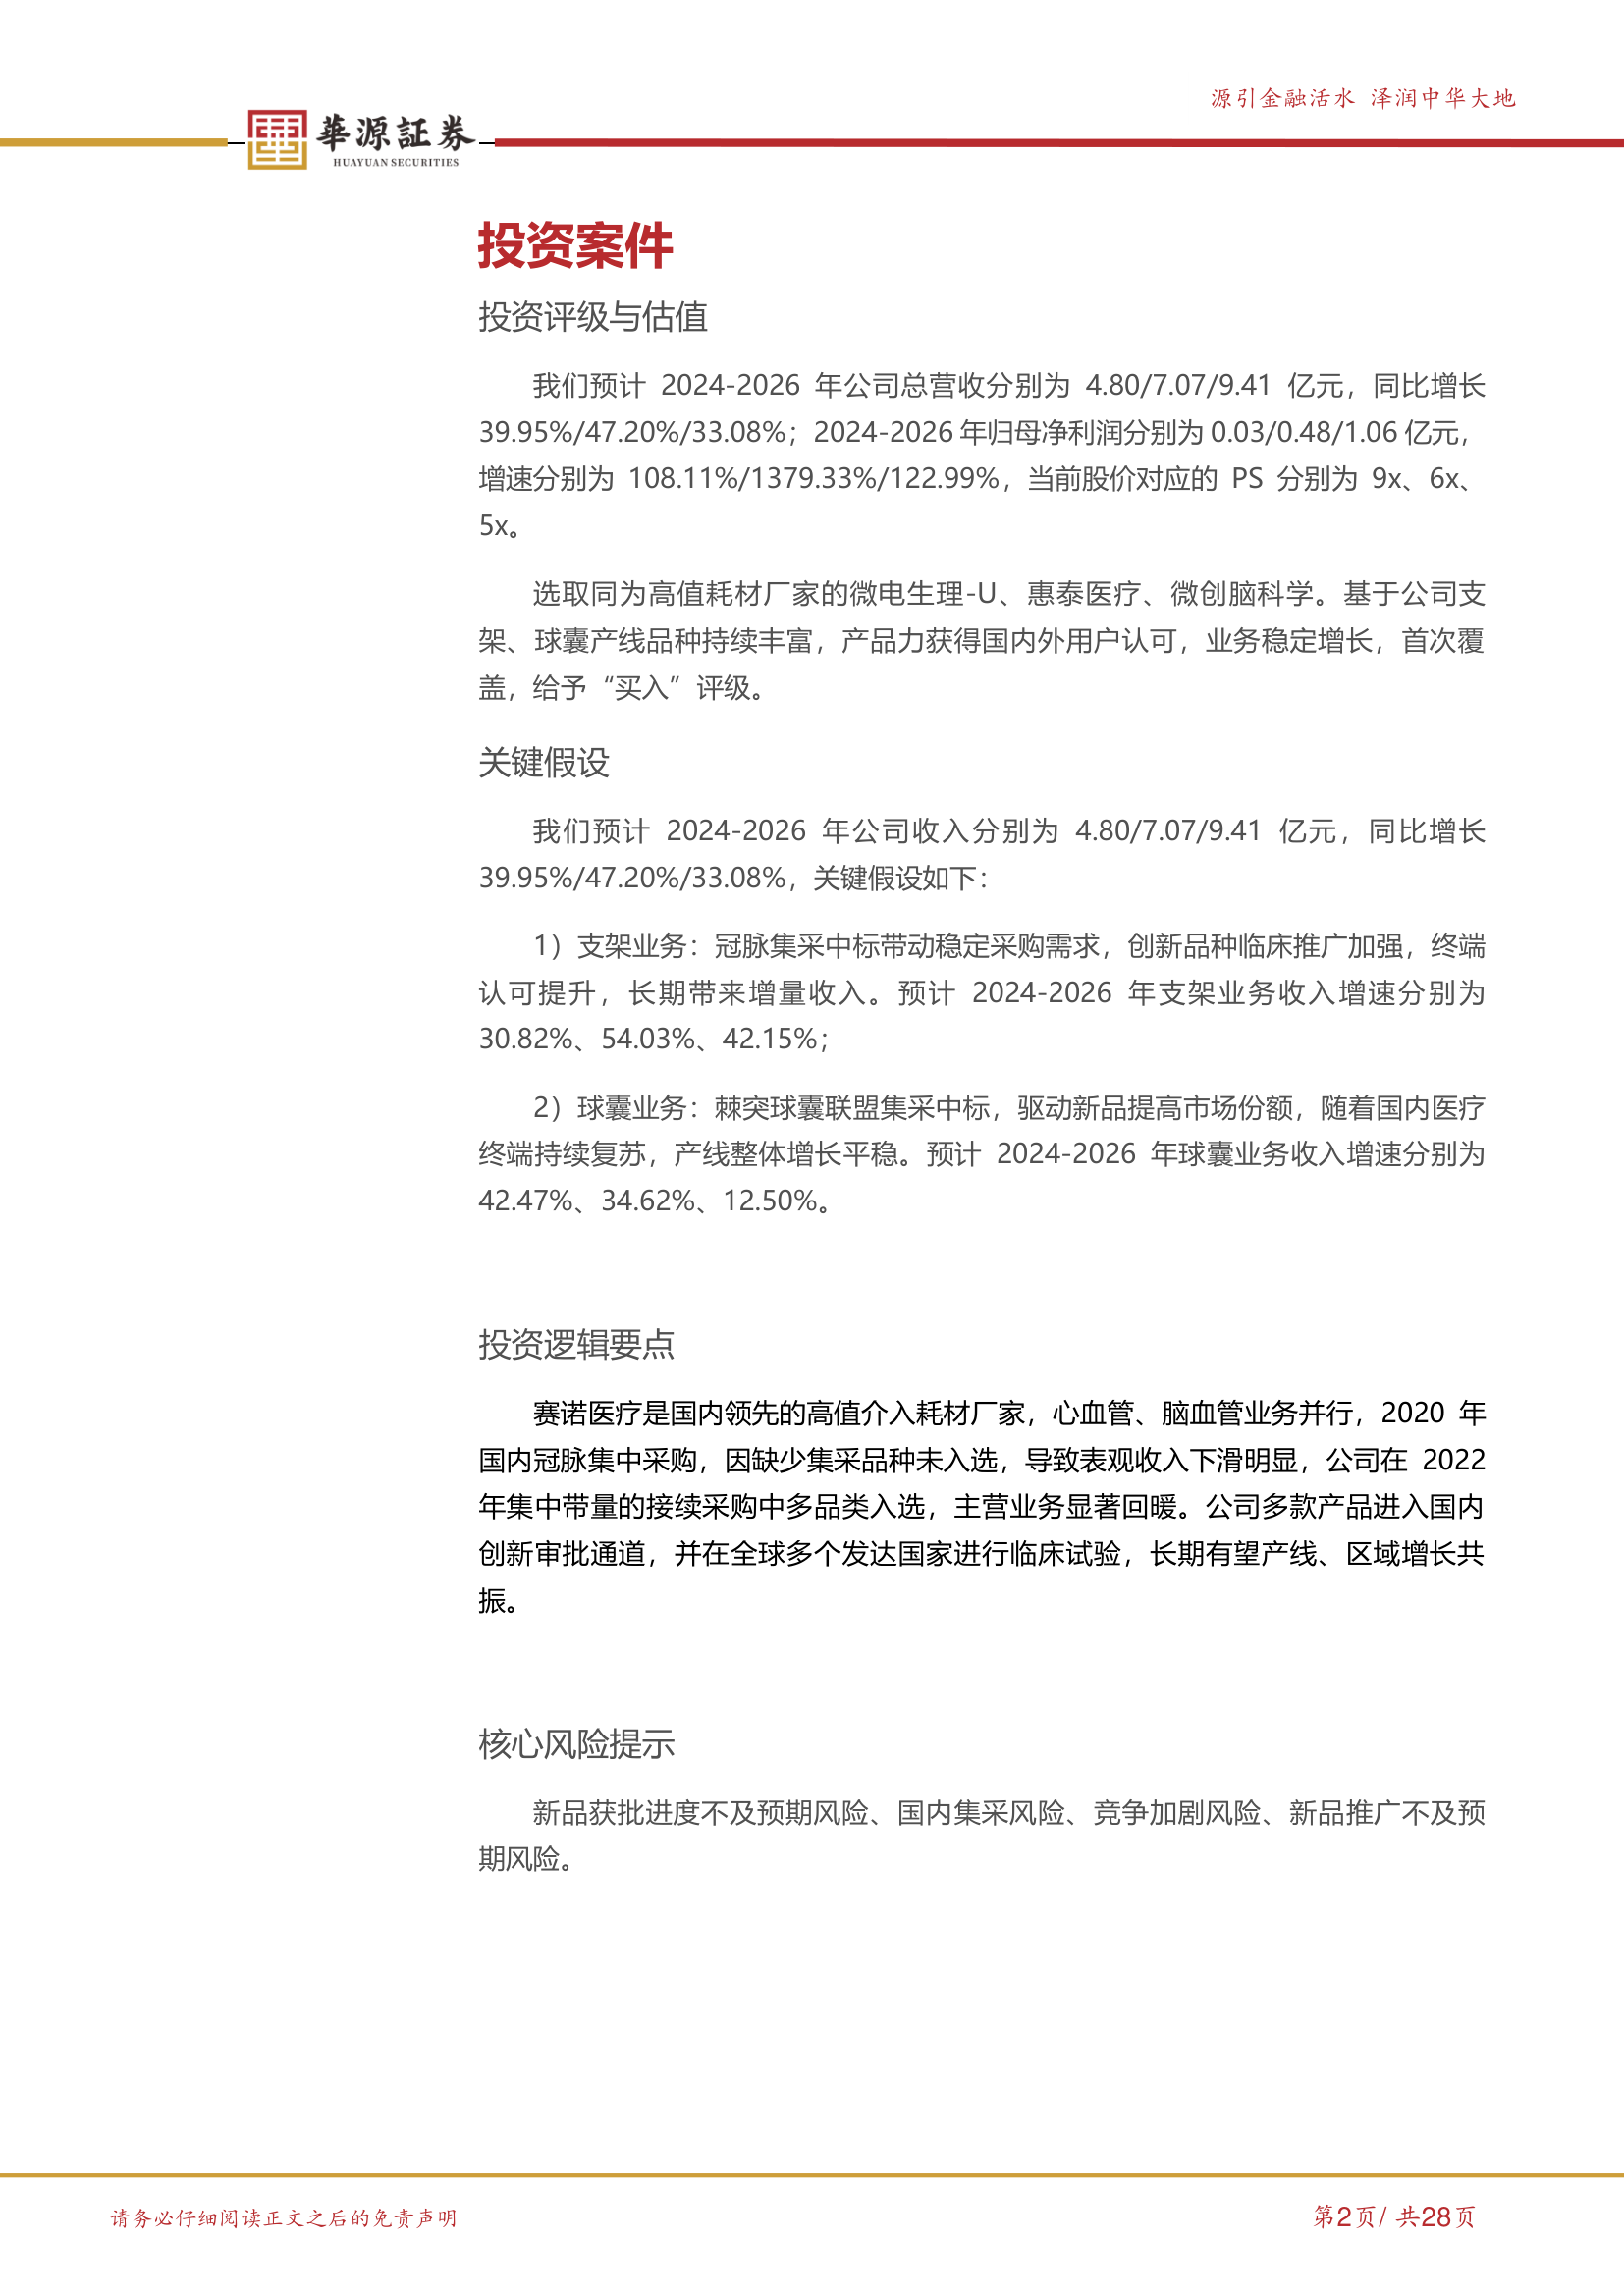 源引金融活水 泽润中华大地
華源証券
HUAYUAN SECURITIES
投资案件
投资评级与估值
我们预计 2024-2026 年公司总营收分别为 4.80/7.07/9.41 亿元，同比增长
39.95%/47.20%/33.08%；2024-2026 年归母净利润分别为 0.03/0.48/1.06 亿元，
增速分别为 108.11%/1379.33%/122.99%，当前股价对应的 PS 分别为 9x、6x、
5x。
选取同为高值耗材厂家的微电生理-U、惠泰医疗、微创脑科学。基于公司支
架、球囊产线品种持续丰富，产品力获得国内外用户认可，业务稳定增长，首次覆
盖，给予“买入”评级。
关键假设
我们预计 2024-2026 年公司收入分别为 4.80/7.07/9.41 亿元，同比增长
39.95%/47.20%/33.08%，关键假设如下：
1）支架业务：冠脉集采中标带动稳定采购需求，创新品种临床推广加强，终端
认可提升，长期带来增量收入。预计 2024-2026 年支架业务收入增速分别为
30.82%、54.03%、42.15%；
2）球囊业务：棘突球囊联盟集采中标，驱动新品提高市场份额，随着国内医疗
终端持续复苏，产线整体增长平稳。预计 2024-2026 年球囊业务收入增速分别为
42.47%、34.62%、12.50%。
投资逻辑要点
赛诺医疗是国内领先的高值介入耗材厂家，心血管、脑血管业务并行，2020 年
国内冠脉集中采购，因缺少集采品种未入选，导致表观收入下滑明显，公司在 2022
年集中带量的接续采购中多品类入选，主营业务显著回暖。公司多款产品进入国内
创新审批通道，并在全球多个发达国家进行临床试验，长期有望产线、区域增长共
振。
核心风险提示
新品获批进度不及预期风险、国内集采风险、竞争加剧风险、新品推广不及预
期风险。
请务必仔细阅读正文之后的免责声明
第2页/ 共28页